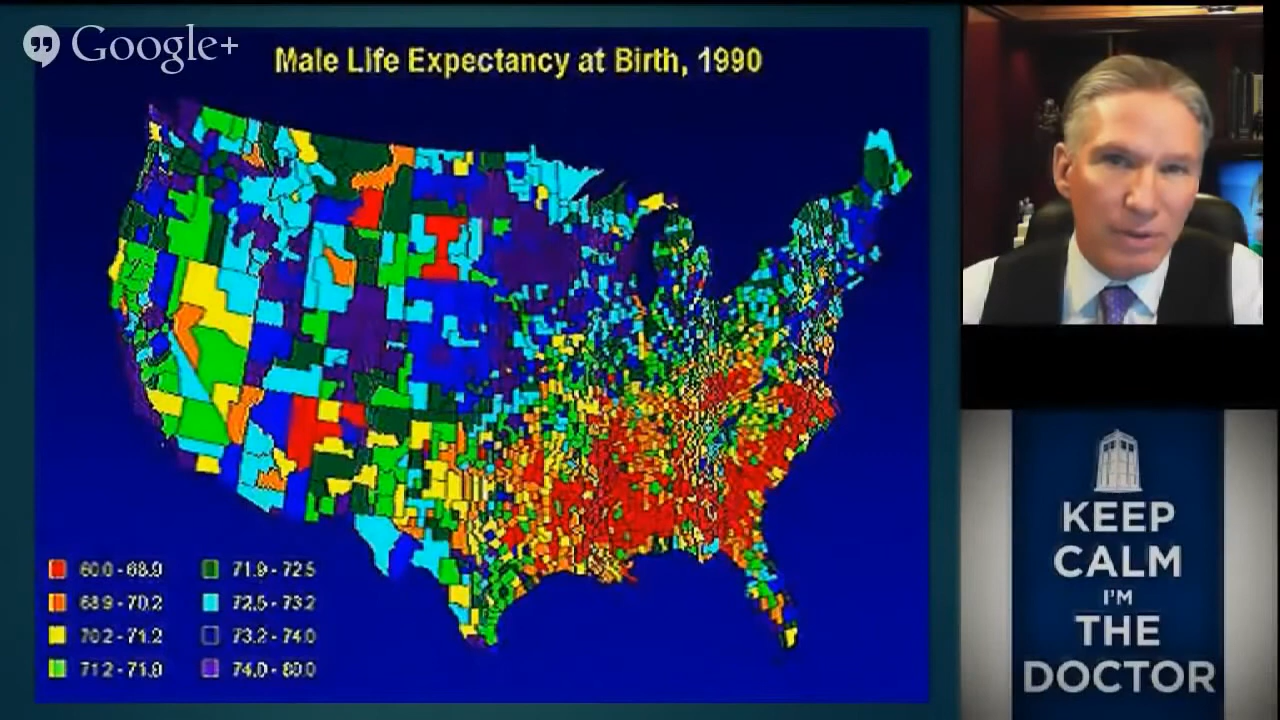 Google+
Male Life Expectancy at Birth, 1990
60.0 - 68.9
68.9 - 70.2
70.2 - 71.2
71.2 - 71.9
71.9 - 72.5
72.5 - 73.2
73.2 - 74.0
74.0 - 80.0
KEEP
CALM
I'M
THE
DOCTOR